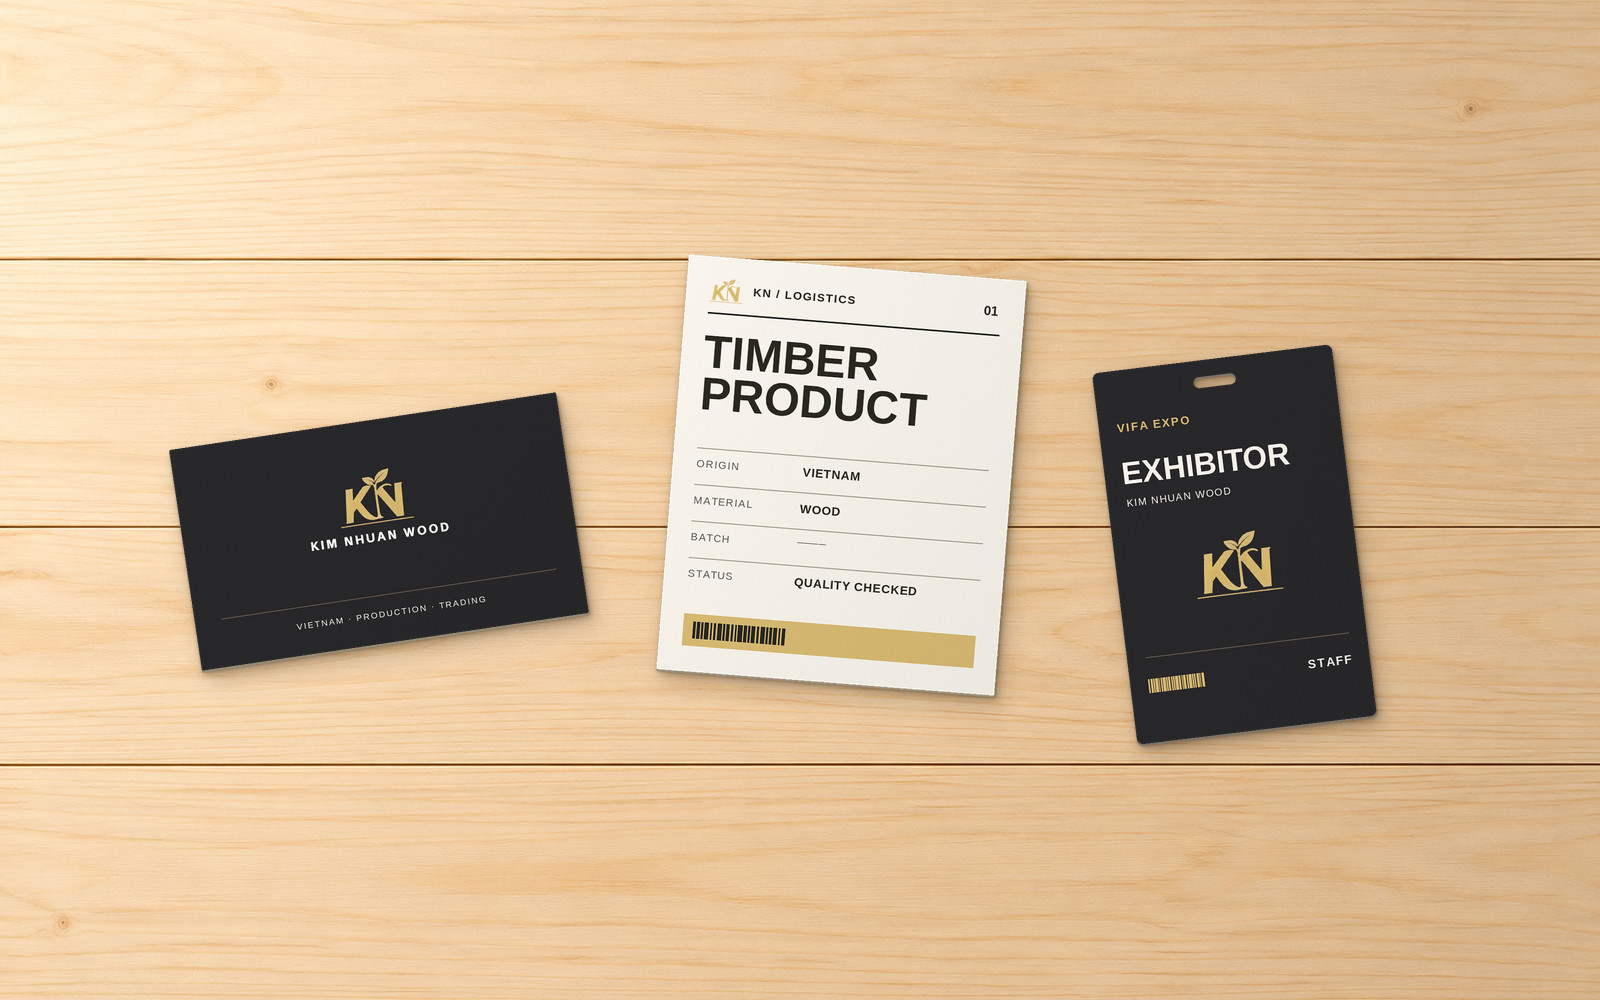 KN
KIM NHUAN WOOD
VIETNAM · PRODUCTION · TRADING
KN
KN / LOGISTICS
01
TIMBER
PRODUCT
ORIGIN VIETNAM
MATERIAL WOOD
BATCH ———
STATUS QUALITY CHECKED
VIFA EXPO
EXHIBITOR
KIM NHUAN WOOD
KN
STAFF